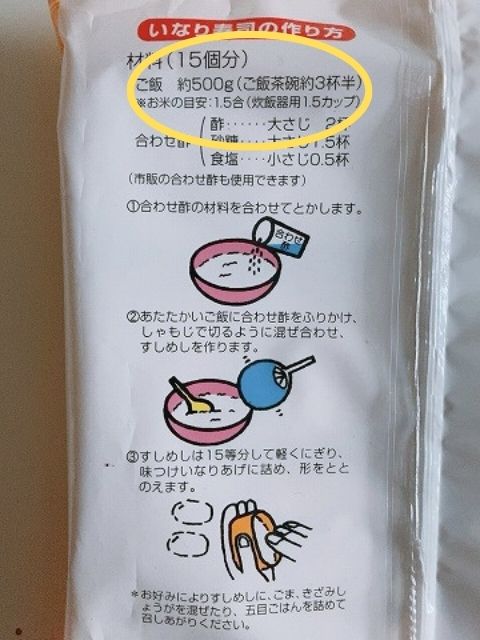 いなり寿司の作り方
材料(15個分)
ご飯 約500g(ご飯茶碗約3杯半)
※お米の目安:1.5合(炊飯器用1.5カップ)
合わせ酢
酢‥‥‥大さじ 2杯
砂糖‥‥大さじ1.5杯
食塩‥‥小さじ0.5杯
(市販の合わせ酢も使用できます)
①合わせ酢の材料を合わせてとかします。
合わせ
酢
②あたたかいご飯に合わせ酢をふりかけ、
しゃもじで切るように混ぜ合わせ、
すしめしを作ります。
③すしめしは15等分して軽くにぎり、
味つけいなりあげに詰め、形をとと
のえます。
*お好みによりすしめしに、ごま、きざみし
ょうがを混ぜたり、五目ごはんを詰めて
召しあがりください。